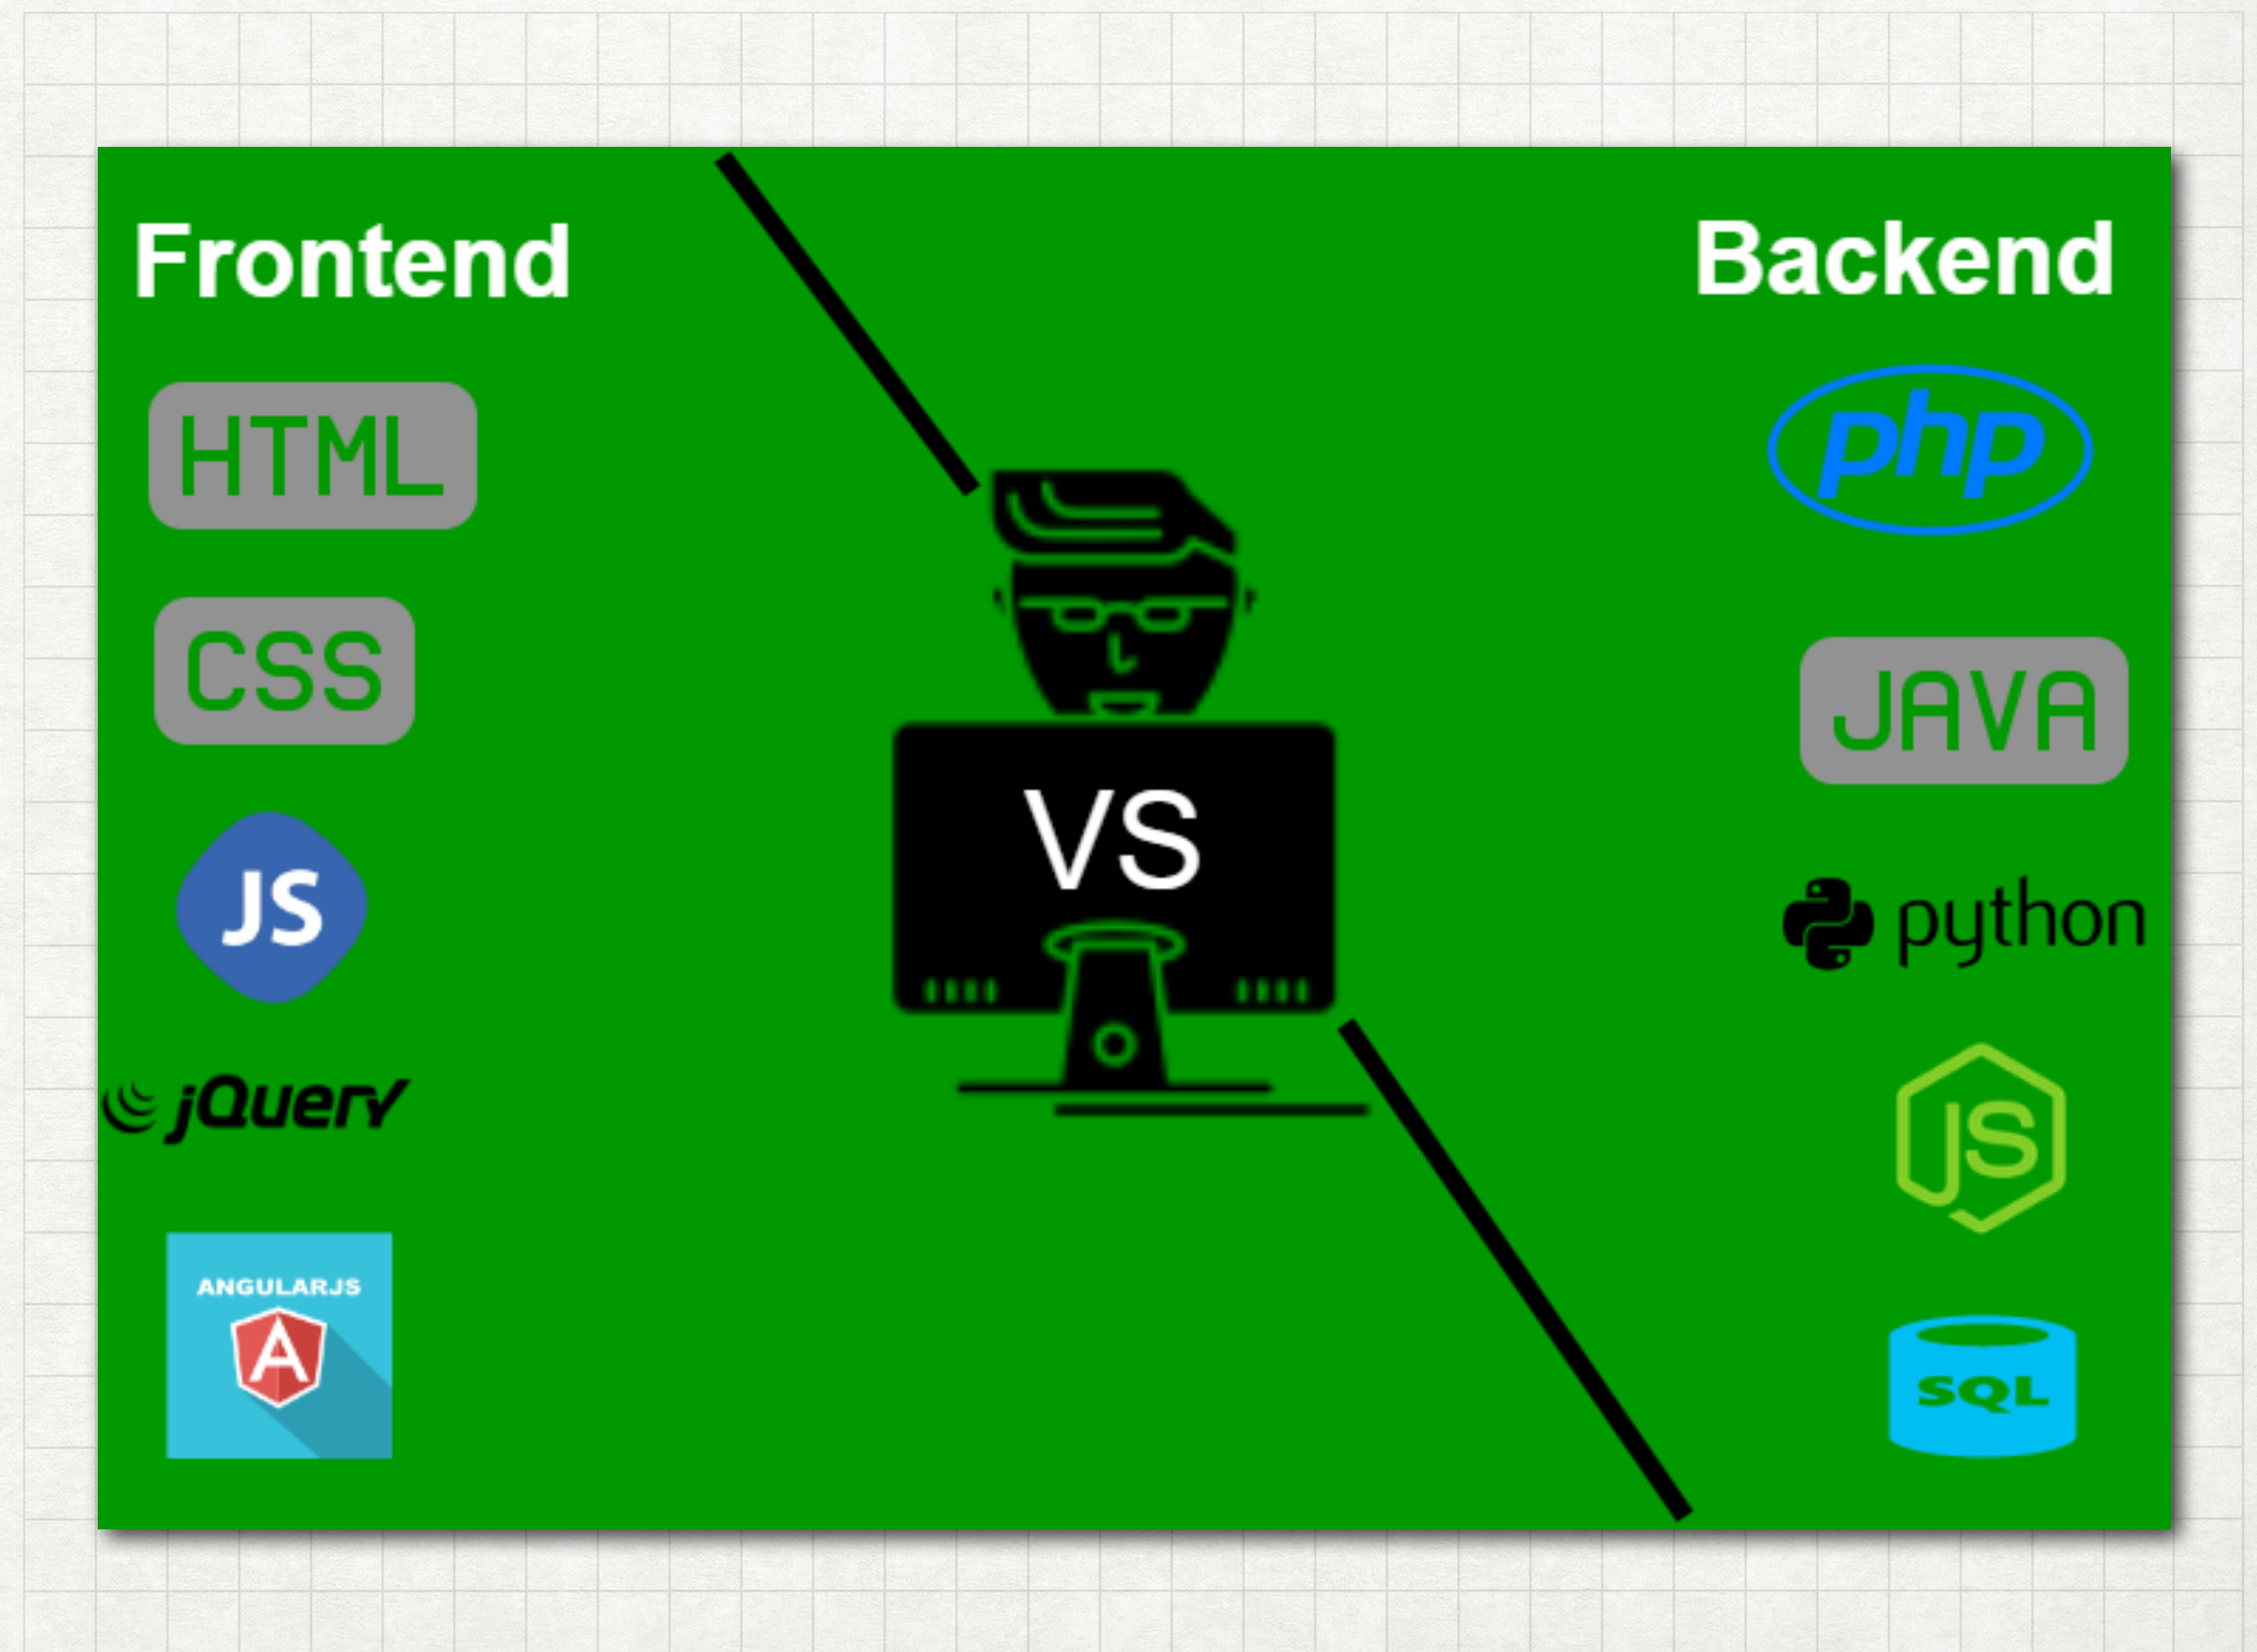 Frontend
HTML
CSS
JS
jQuery
ANGULARJS
A
VS
Backend
php
JAVA
python
JS
SQL